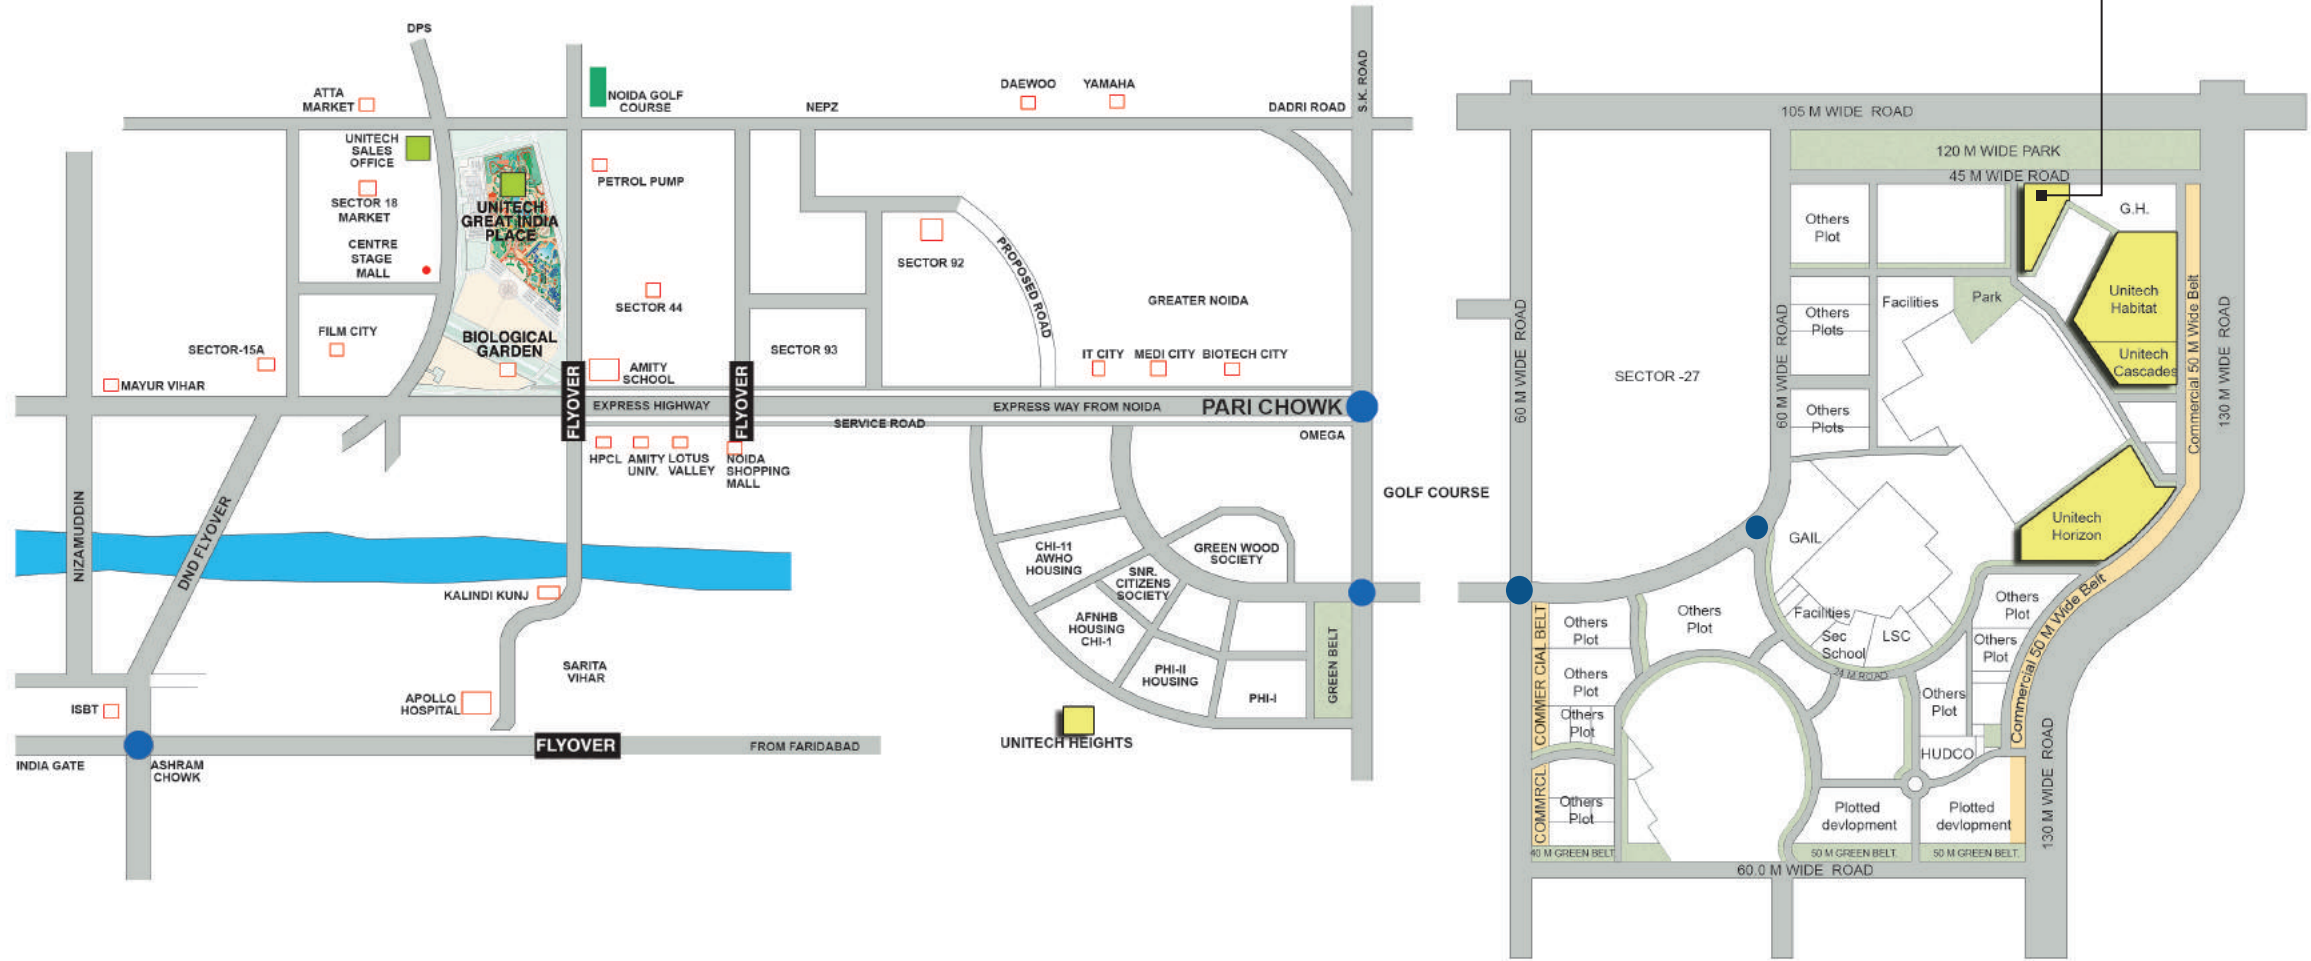 DPS
ATTA
MARKET
NOIDA GOLF
COURSE
NEPZ
DAEWOO
YAMAHA
DADRI ROAD
S.K. ROAD
UNITECH
SALES
OFFICE
SECTOR 18
MARKET
CENTRE
STAGE
MALL
UNITECH
GREAT INDIA
PLACE
PETROL PUMP
SECTOR 44
SECTOR 92
PROPOSED ROAD
GREATER NOIDA
FILM CITY
SECTOR-15A
MAYUR VIHAR
BIOLOGICAL
GARDEN
AMITY
SCHOOL
SECTOR 93
IT CITY
MEDI CITY
BIOTECH CITY
FLYOVER
FLYOVER
EXPRESS HIGHWAY
EXPRESS WAY FROM NOIDA
PARI CHOWK
SERVICE ROAD
OMEGA
HPCL
AMITY
UNIV.
LOTUS
VALLEY
NOIDA
SHOPPING
MALL
GOLF COURSE
NIZAMUDDIN
DND FLYOVER
KALINDI KUNJ
CHI-11
AWHO
HOUSING
SNR.
CITIZENS
SOCIETY
GREEN WOOD
SOCIETY
AFNHB
HOUSING
CHI-1
PHI-II
HOUSING
PHI-I
GREEN BELT
SARITA
VIHAR
APOLLO
HOSPITAL
ISBT
INDIA GATE
ASHRAM
CHOWK
FLYOVER
FROM FARIDABAD
UNITECH HEIGHTS
105 M WIDE ROAD
120 M WIDE PARK
45 M WIDE ROAD
Others
Plot
G.H.
Unitech
Habitat
Unitech
Cascades
Commercial 50 M Wide Belt
130 M WIDE ROAD
Facilities
Park
Others
Plots
60 M WIDE ROAD
60 M WIDE ROAD
SECTOR -27
Others
Plots
Unitech
Horizon
GAIL
Facilities
Sec
School
LSC
24 M ROAD
Others
Plot
Others
Plot
Others
Plot
Commercial 50 M Wide Belt
COMMER CIAL BELT
Others
Plot
Others
Plot
Others
Plot
Others
Plot
HUDCO
COMMRCL
Others
Plot
Plotted
devlopment
Plotted
devlopment
130 M WIDE ROAD
40 M GREEN BELT
50 M GREEN BELT.
50 M GREEN BELT.
60.0 M WIDE ROAD